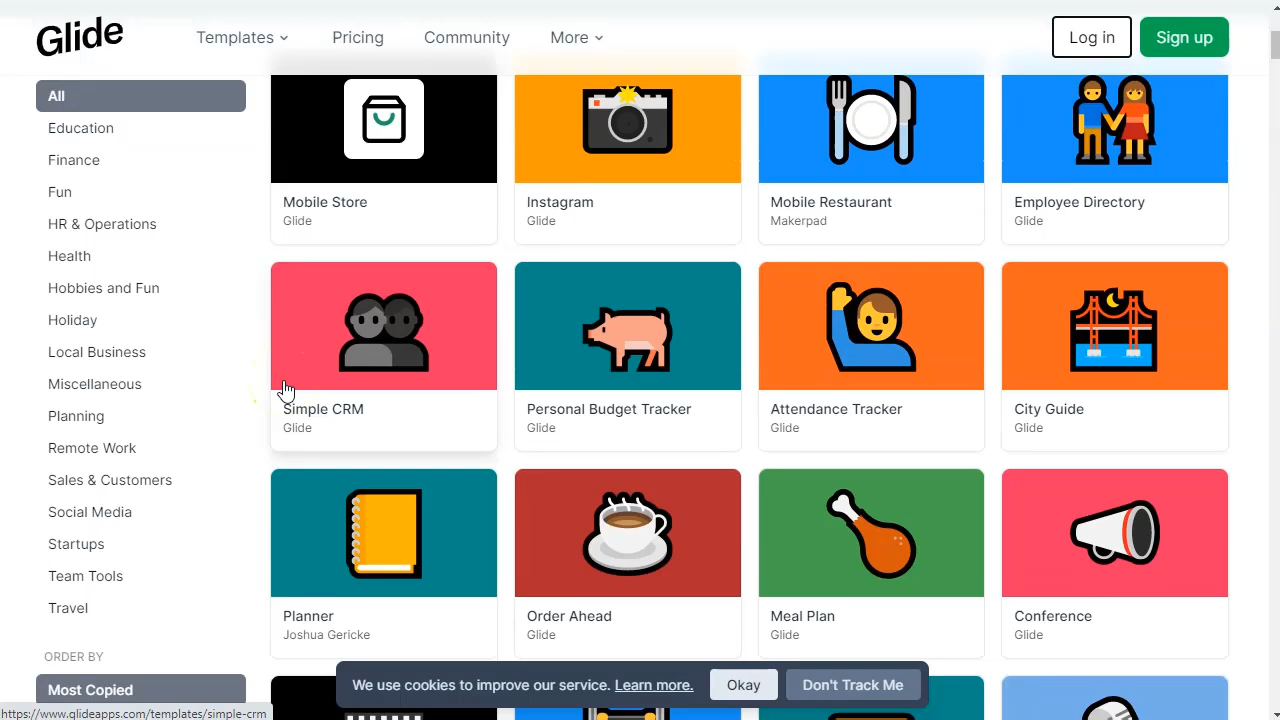 Glide
Templates
Pricing
Community
More
Log in
Sign up
All
Education
Finance
Fun
HR & Operations
Health
Hobbies and Fun
Holiday
Local Business
Miscellaneous
Planning
Remote Work
Sales & Customers
Social Media
Startups
Team Tools
Travel
ORDER BY
Most Copied
Mobile Store
Glide
Instagram
Glide
Mobile Restaurant
Makerpad
Employee Directory
Glide
Simple CRM
Glide
Personal Budget Tracker
Glide
Attendance Tracker
Glide
City Guide
Glide
Planner
Joshua Gericke
Order Ahead
Glide
Meal Plan
Glide
Conference
Glide
We use cookies to improve our service. Learn more.
Okay
Don't Track Me
https://www.glideapps.com/templates/simple-crm